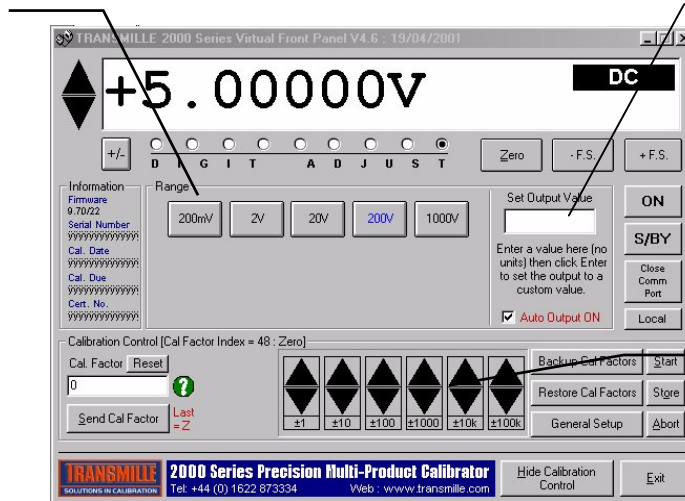 TRANSMILLE 2000 Series Virtual Front Panel V4.6 : 19/04/2001
+5.00000V
DC
+/-
D I G I T A D J U S T
Zero
- F.S.
+ F.S.
Information
Firmware
9.70/22
Serial Number
ÿÿÿÿÿÿÿÿÿÿÿÿÿ
Cal. Date
ÿÿÿÿÿÿÿÿÿÿÿÿÿ
Cal. Due
ÿÿÿÿÿÿÿÿÿÿÿÿÿ
Cert. No.
ÿÿÿÿÿÿÿÿÿÿÿÿÿ
Range
200mV
2V
20V
200V
1000V
Set Output Value
Enter a value here (no
units) then click Enter
to set the output to a
custom value.
Auto Output ON
ON
S/BY
Close
Comm
Port
Local
Calibration Control [Cal Factor Index = 48 : Zero]
Cal. Factor
Reset
0
?
Send Cal Factor
Last
=Z
±1
±10
±100
±1000
±10k
±100k
Backup Cal Factors
Start
Restore Cal Factors
Store
General Setup
Abort
TRANSMILLE
SOLUTIONS IN CALIBRATION
2000 Series Precision Multi-Product Calibrator
Tel: +44 (0) 1622 873334
Web : www.transmille.com
Hide Calibration
Control
Exit